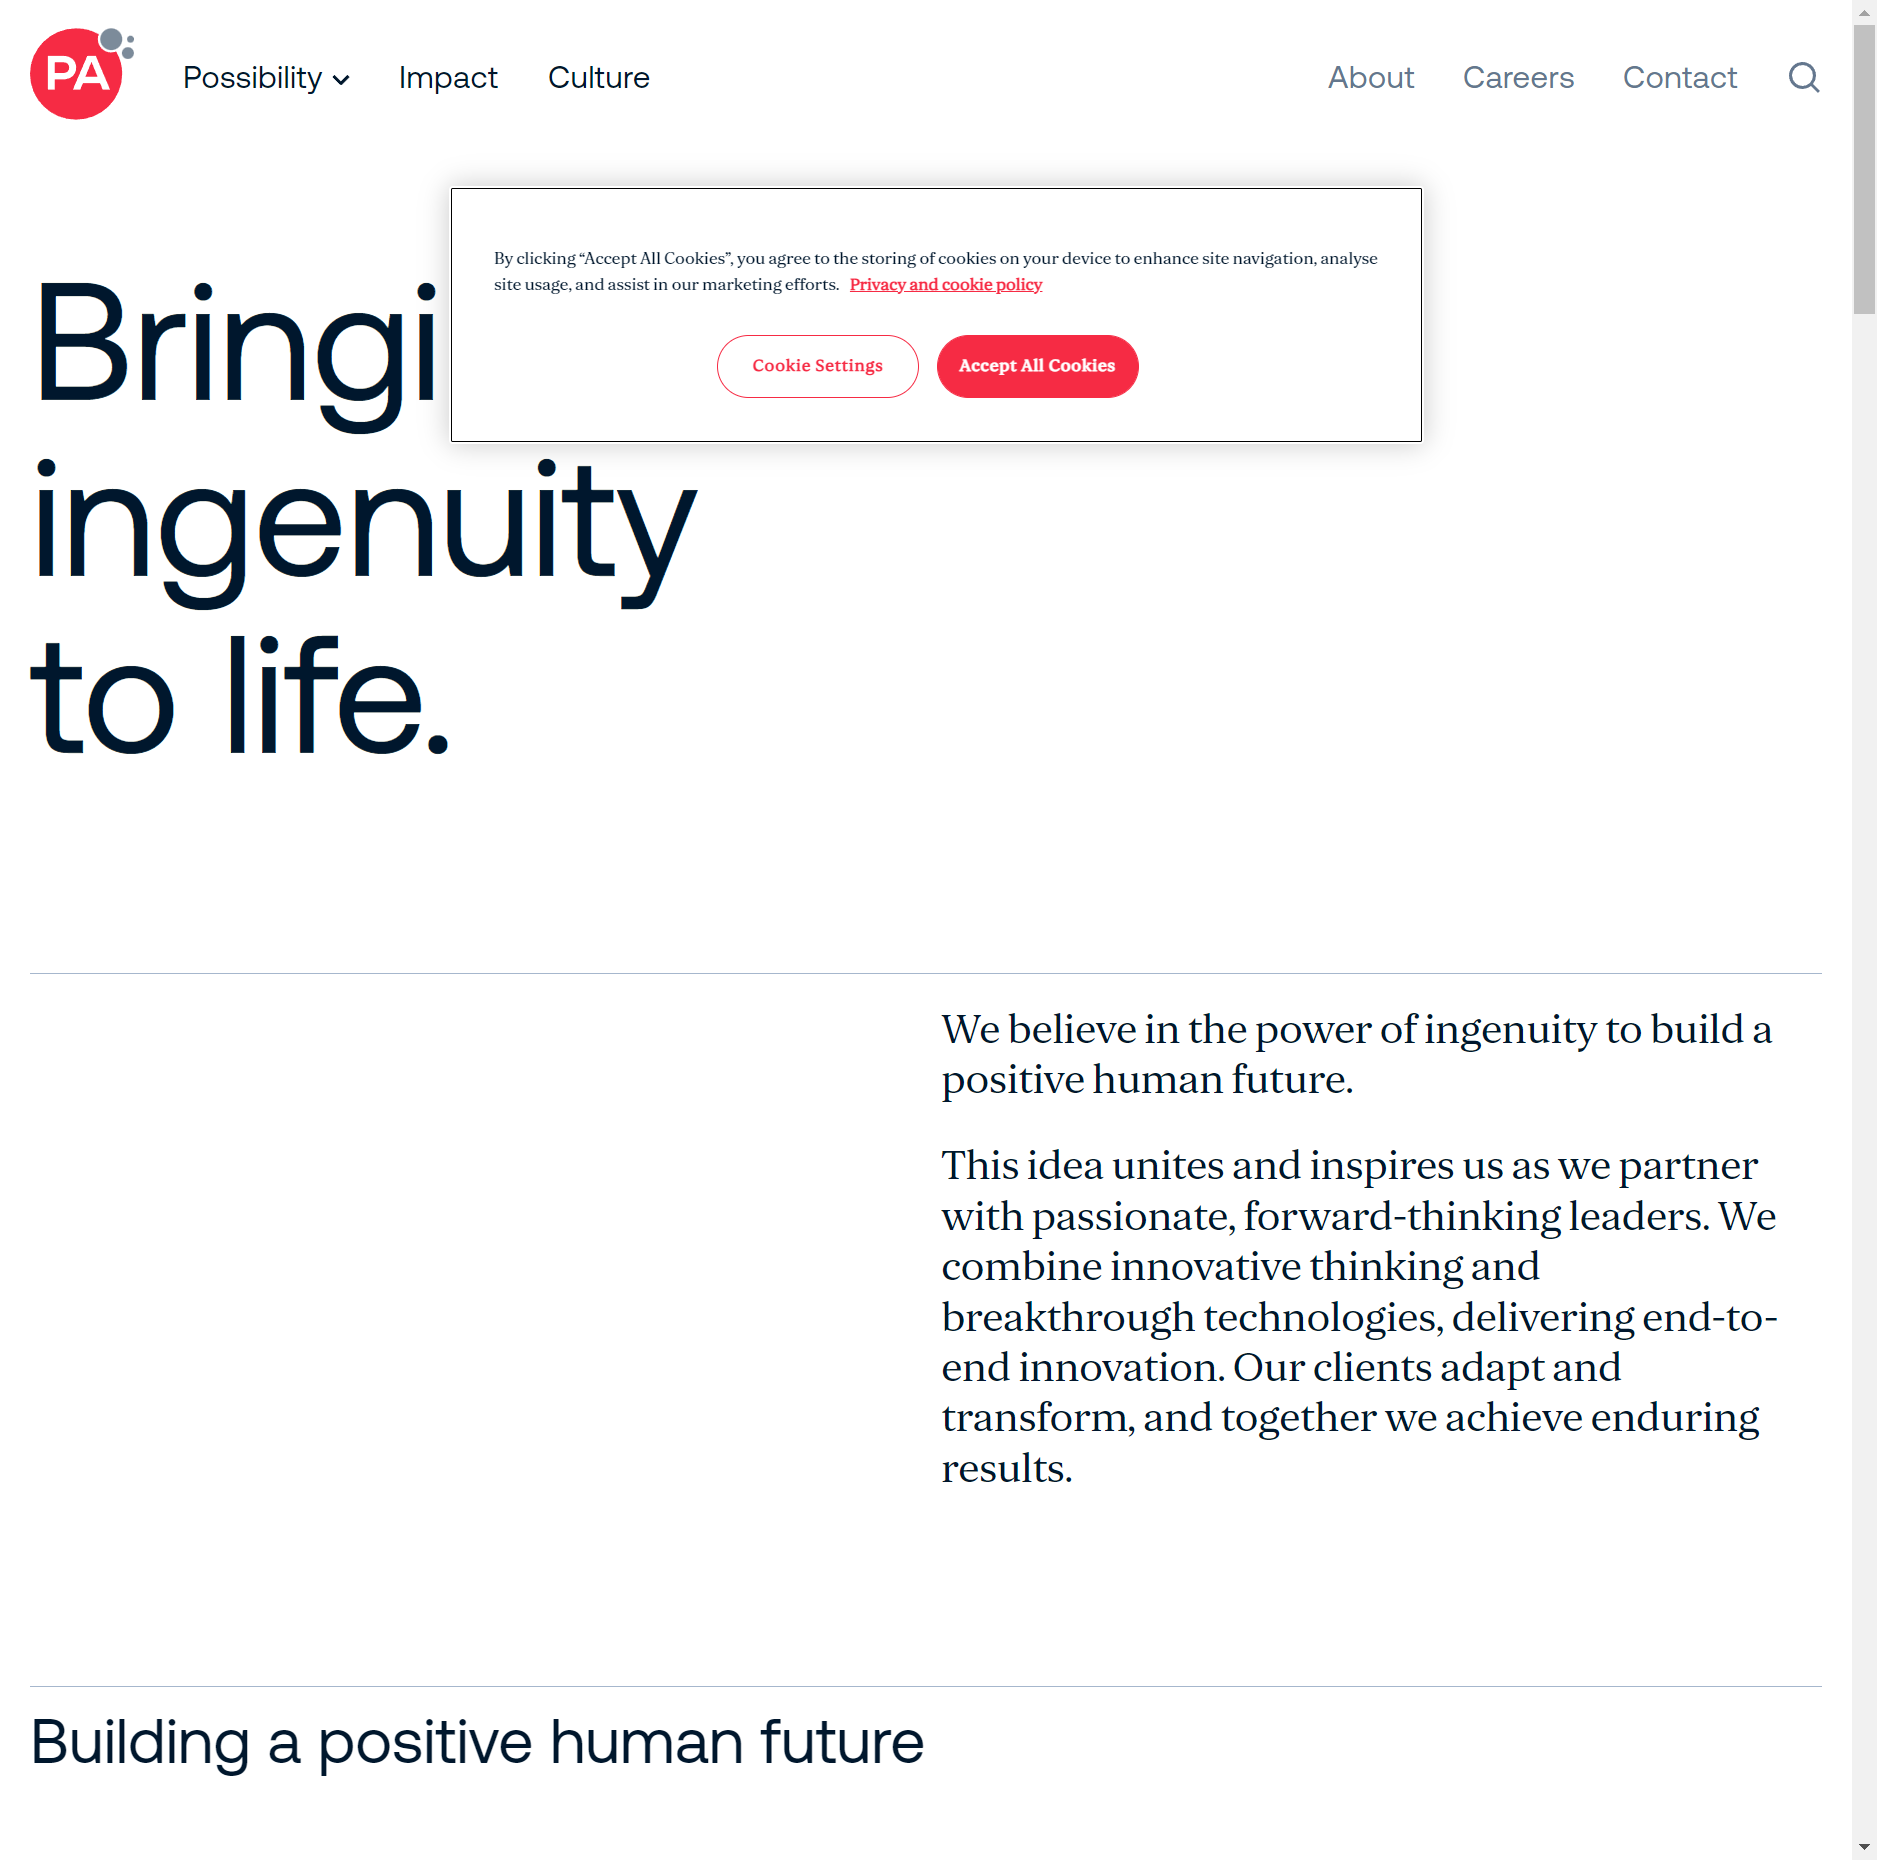 PA
Possibility
Impact
Culture
About
Careers
Contact
By clicking “Accept All Cookies”, you agree to the storing of cookies on your device to enhance site navigation, analyse
site usage, and assist in our marketing efforts. Privacy and cookie policy
Cookie Settings
Accept All Cookies
Bringi
ingenuity
to life.
We believe in the power of ingenuity to build a
positive human future.
This idea unites and inspires us as we partner
with passionate, forward-thinking leaders. We
combine innovative thinking and
breakthrough technologies, delivering end-to-
end innovation. Our clients adapt and
transform, and together we achieve enduring
results.
Building a positive human future